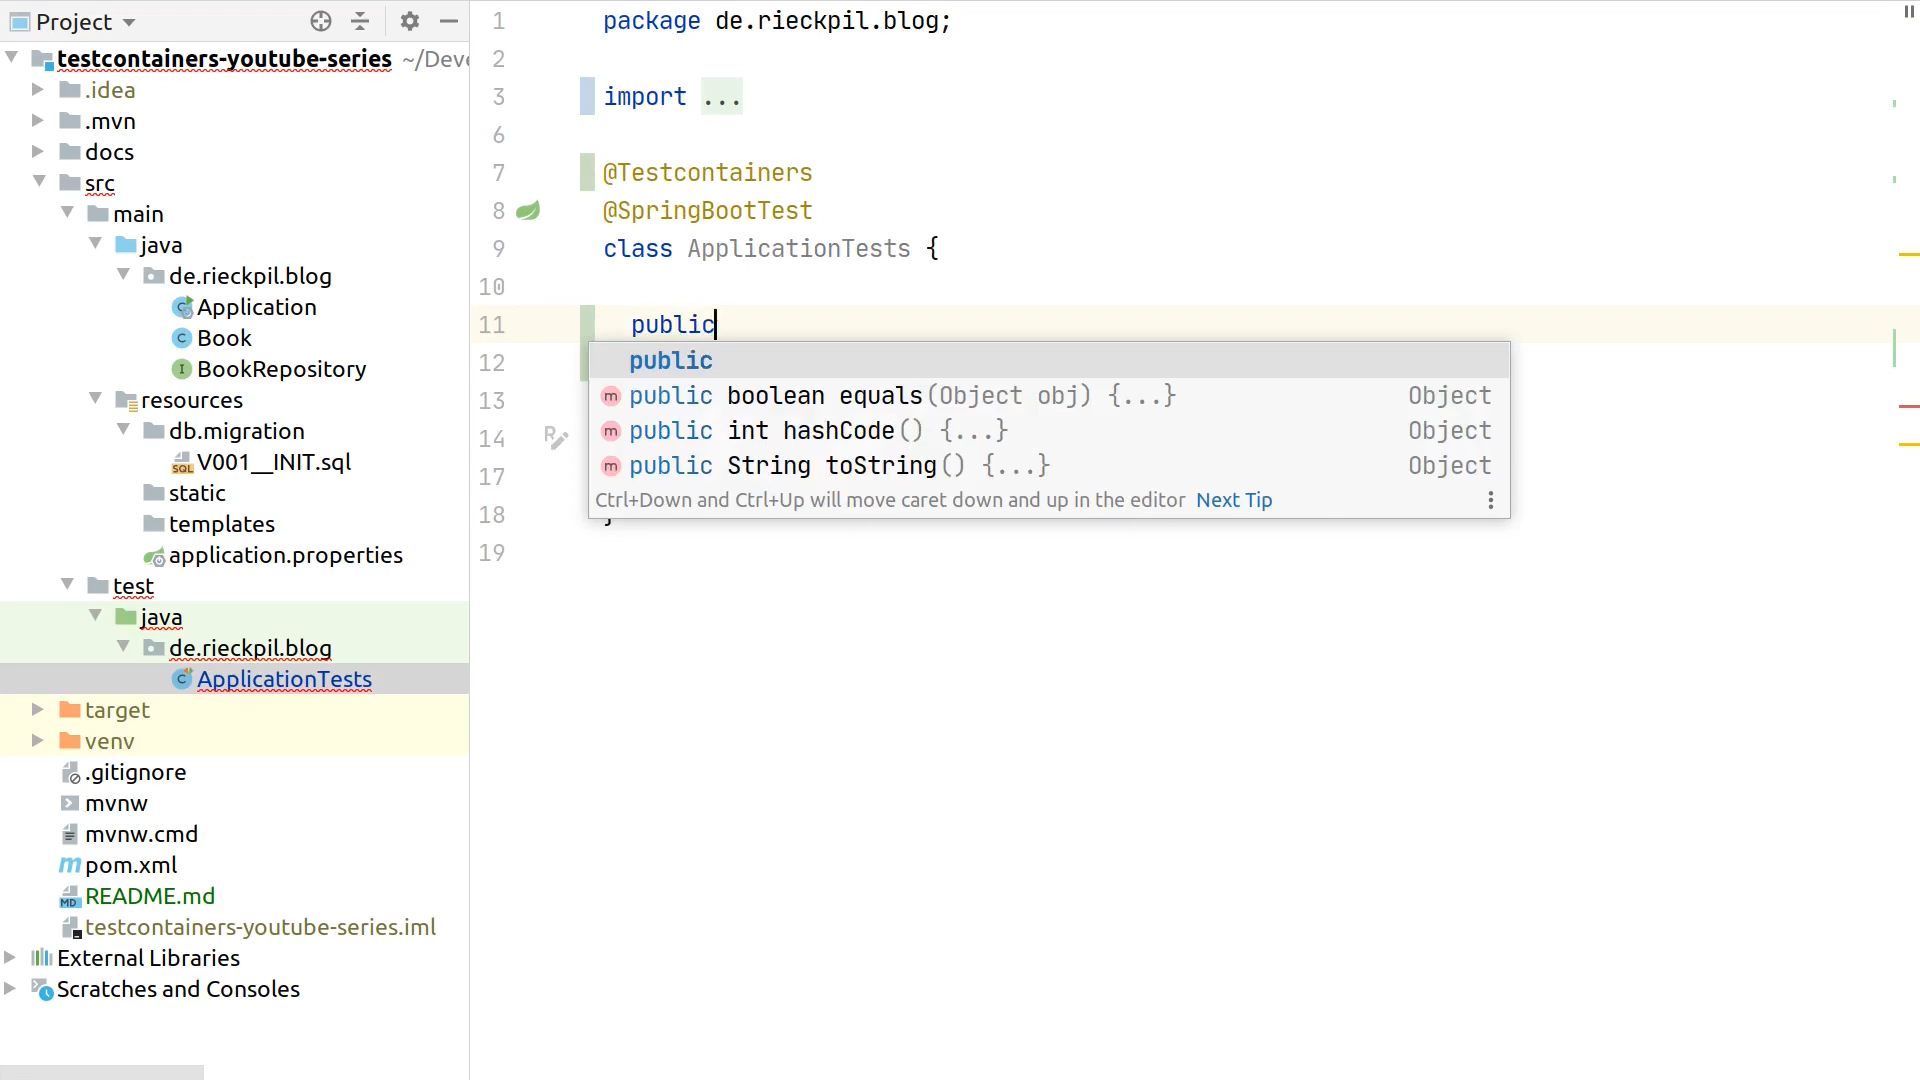 Project
testcontainers-youtube-series ~/Deve
.idea
.mvn
docs
src
main
java
de.rieckpil.blog
Application
Book
BookRepository
resources
db.migration
V001__INIT.sql
static
templates
application.properties
test
java
de.rieckpil.blog
ApplicationTests
target
venv
.gitignore
mvnw
mvnw.cmd
pom.xml
README.md
testcontainers-youtube-series.iml
External Libraries
Scratches and Consoles
1 package de.rieckpil.blog;
2
3 import ...
6
7 @Testcontainers
8 @SpringBootTest
9 class ApplicationTests {
10
11 public
12
13
14
17
18 }
19
public
public boolean equals(Object obj) {...} Object
public int hashCode() {...} Object
public String toString() {...} Object
Ctrl+Down and Ctrl+Up will move caret down and up in the editor Next Tip